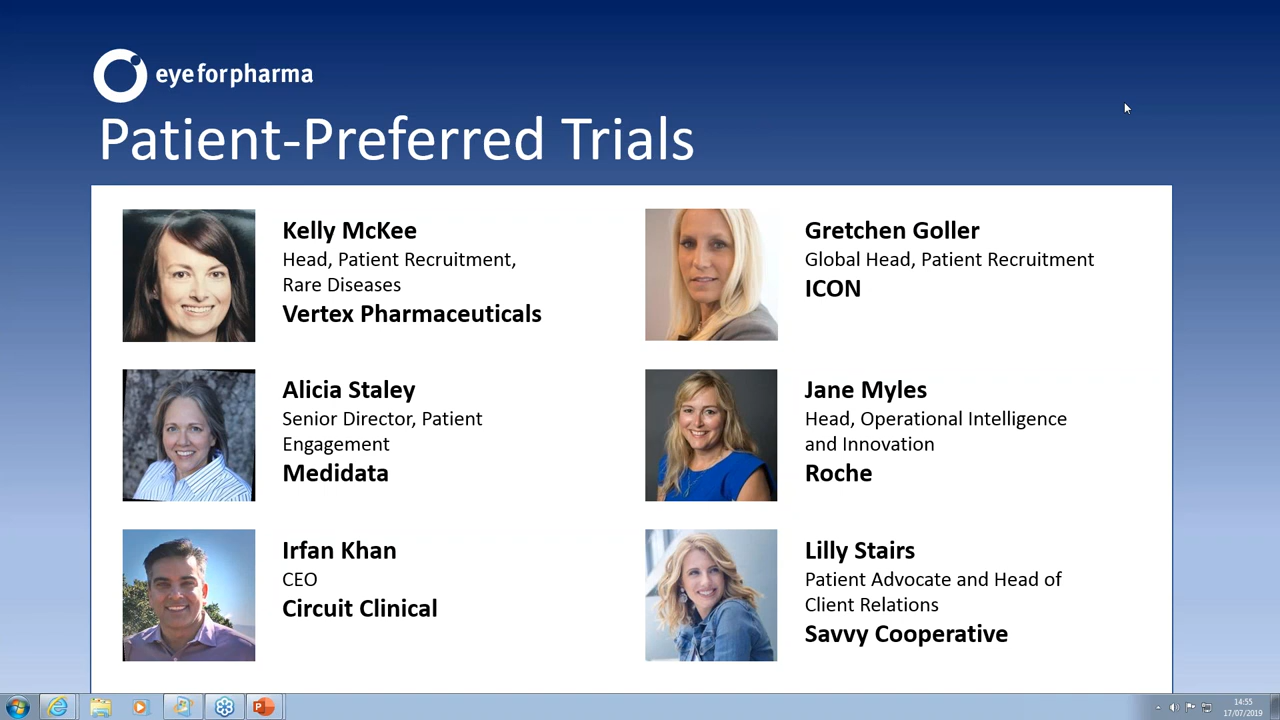 eyeforpharma
Patient-Preferred Trials
Kelly McKee
Head, Patient Recruitment,
Rare Diseases
Vertex Pharmaceuticals
Gretchen Goller
Global Head, Patient Recruitment
ICON
Alicia Staley
Senior Director, Patient
Engagement
Medidata
Jane Myles
Head, Operational Intelligence
and Innovation
Roche
Irfan Khan
CEO
Circuit Clinical
Lilly Stairs
Patient Advocate and Head of
Client Relations
Savvy Cooperative
14:55
17/07/2019